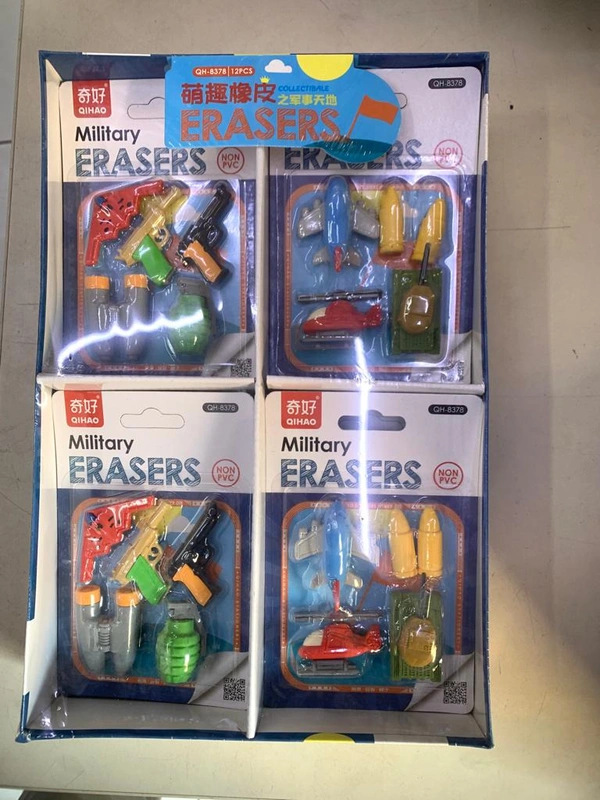 QH-8378 | 12PCS
萌趣橡皮
COLLECTIBALE
之军事天地
ERASERS
奇好
QIHAO
Military
ERASERS
NON
PVC
QH-8378
ERASERS
NON
PVC
奇好
QIHAO
QH-8378
Military
ERASERS
NON
PVC
奇好
QIHAO
QH-8378
Military
ERASERS
NON
PVC